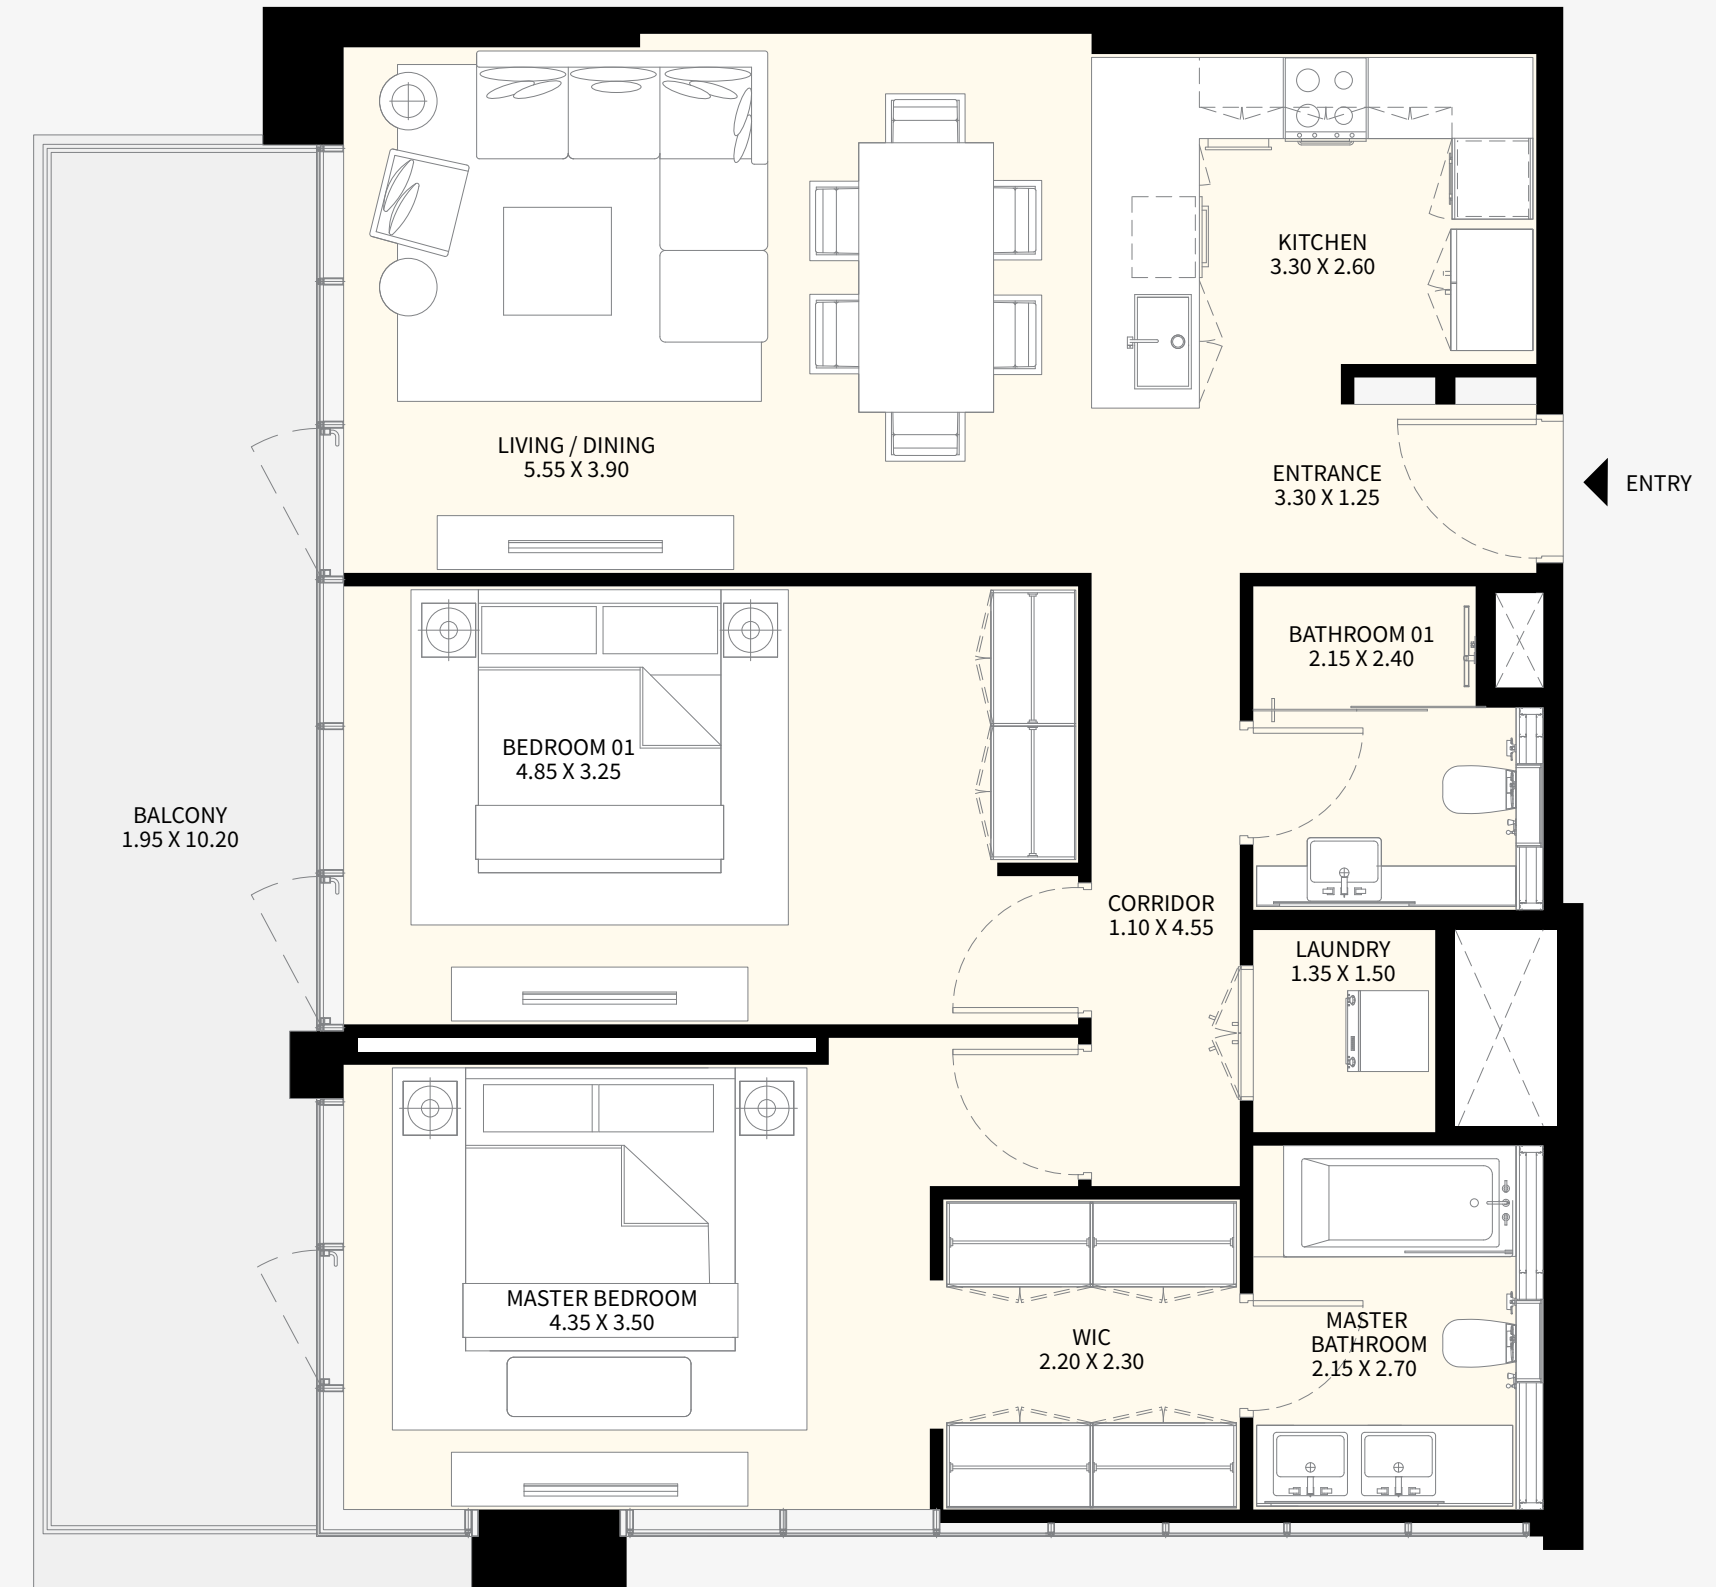 KITCHEN
3.30 X 2.60
LIVING / DINING
5.55 X 3.90
ENTRANCE
3.30 X 1.25
ENTRY
BATHROOM 01
2.15 X 2.40
BEDROOM 01
4.85 X 3.25
BALCONY
1.95 X 10.20
CORRIDOR
1.10 X 4.55
LAUNDRY
1.35 X 1.50
MASTER BEDROOM
4.35 X 3.50
WIC
2.20 X 2.30
MASTER
BATHROOM
2.15 X 2.70